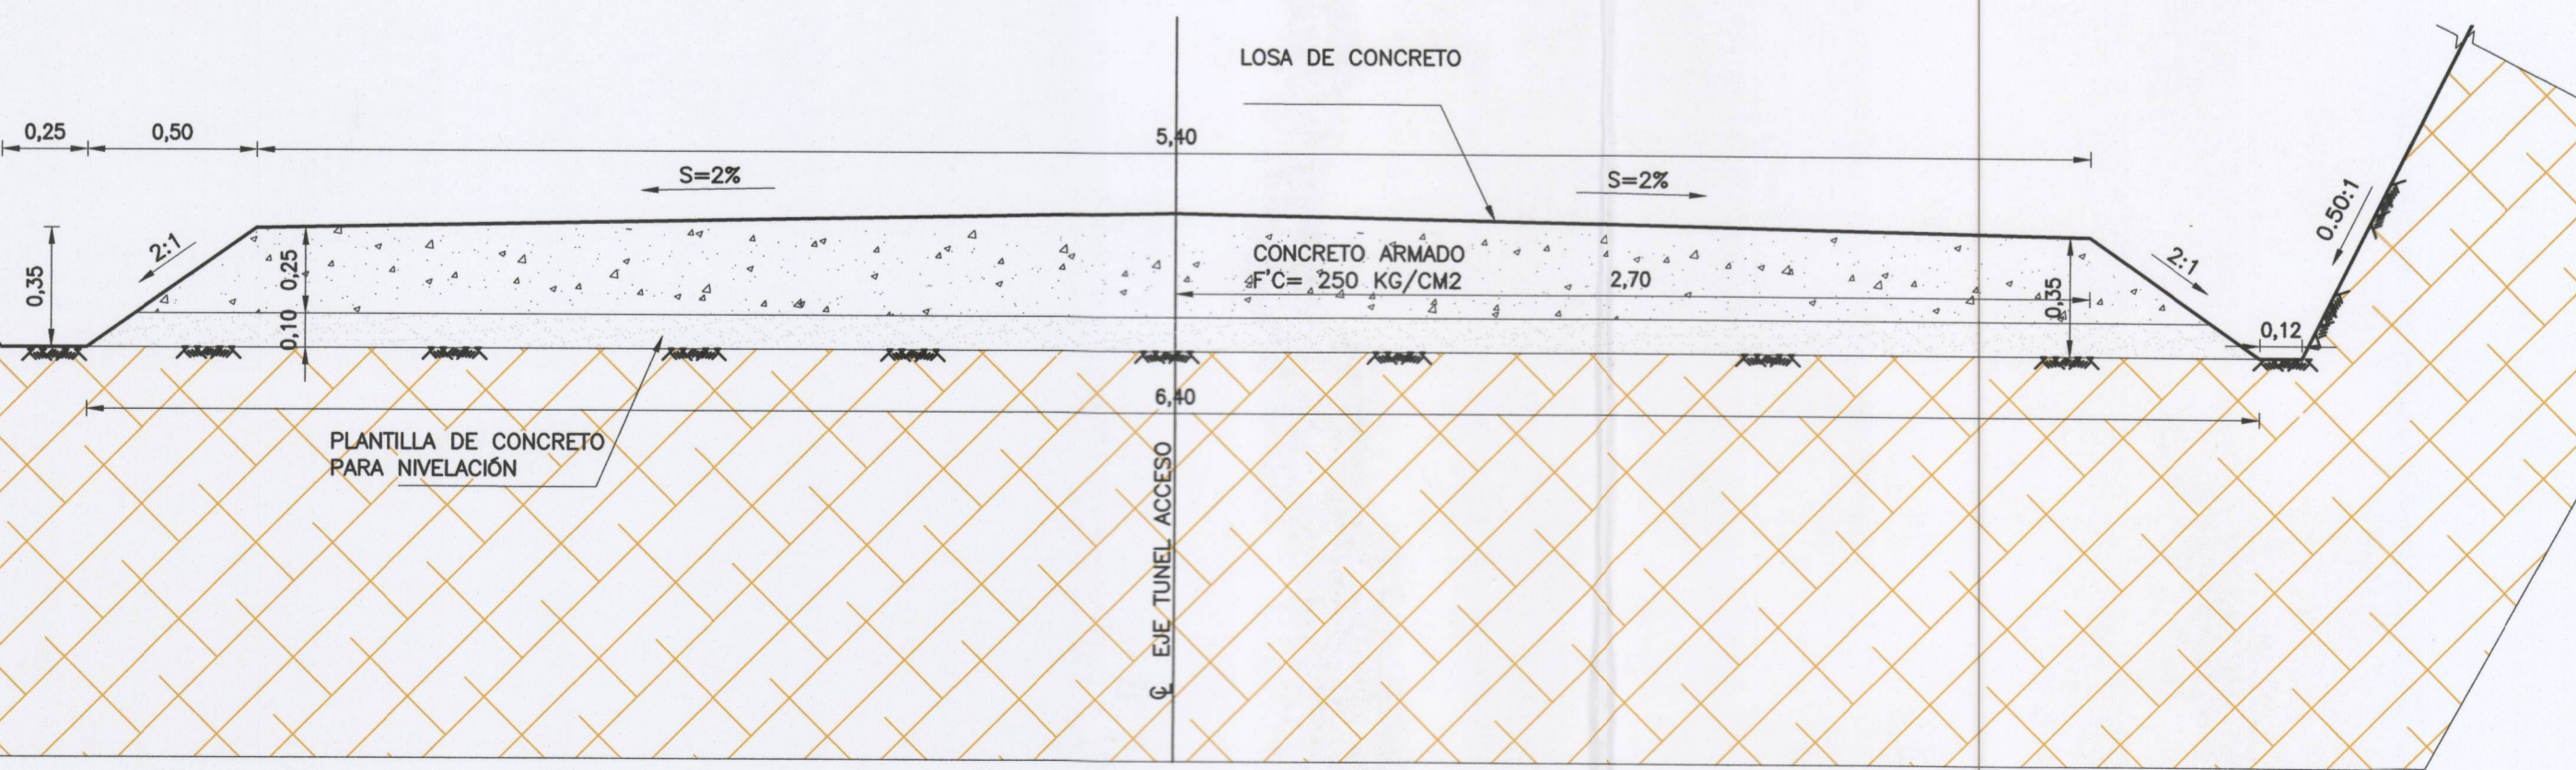 LOSA DE CONCRETO
0,25
0,50
5,40
S=2%
S=2%
2:1
0,35
0,25
0,10
CONCRETO ARMADO
F'C= 250 KG/CM2
2,70
0,35
2:1
0.50:1
0,12
6,40
PLANTILLA DE CONCRETO
PARA NIVELACIÓN
℄ EJE TUNEL ACCESO